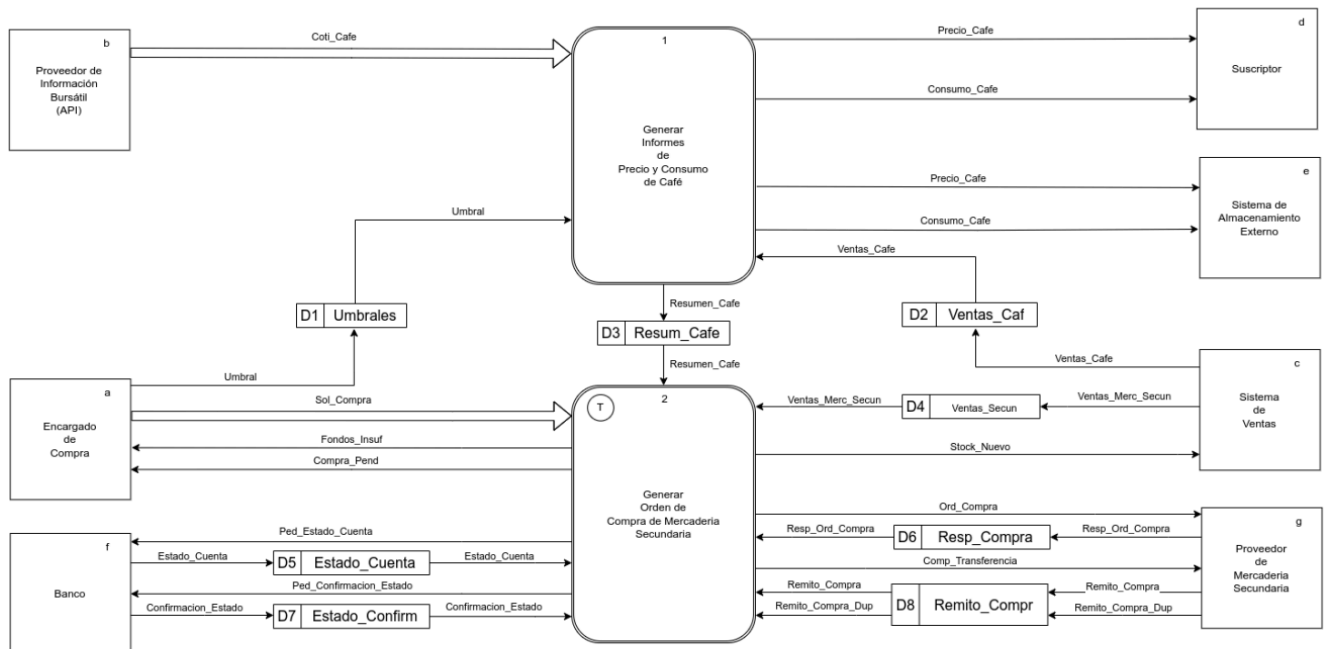 b
Proveedor de
Información
Bursátil
(API)
Coti_Cafe
1
Generar
Informes
de
Precio y Consumo
de Café
Precio_Cafe
Consumo_Cafe
d
Suscriptor
Precio_Cafe
Consumo_Cafe
e
Sistema de
Almacenamiento
Externo
Umbral
Ventas_Cafe
D1 Umbrales
Resumen_Cafe
D3 Resum_Cafe
Resumen_Cafe
D2 Ventas_Caf
Ventas_Cafe
Umbral
a
Encargado
de
Compra
Sol_Compra
Fondos_Insuf
Compra_Pend
2
T
Generar
Orden de
Compra de Mercaderia
Secundaria
Ventas_Merc_Secun
D4 Ventas_Secun
Ventas_Merc_Secun
Stock_Nuevo
c
Sistema
de
Ventas
f
Banco
Ped_Estado_Cuenta
Estado_Cuenta
D5 Estado_Cuenta
Estado_Cuenta
Ped_Confirmacion_Estado
Confirmacion_Estado
D7 Estado_Confirm
Confirmacion_Estado
Ord_Compra
Resp_Ord_Compra
D6 Resp_Compra
Resp_Ord_Compra
Comp_Transferencia
Remito_Compra
Remito_Compra_Dup
D8 Remito_Compr
Remito_Compra
Remito_Compra_Dup
g
Proveedor
de
Mercaderia
Secundaria